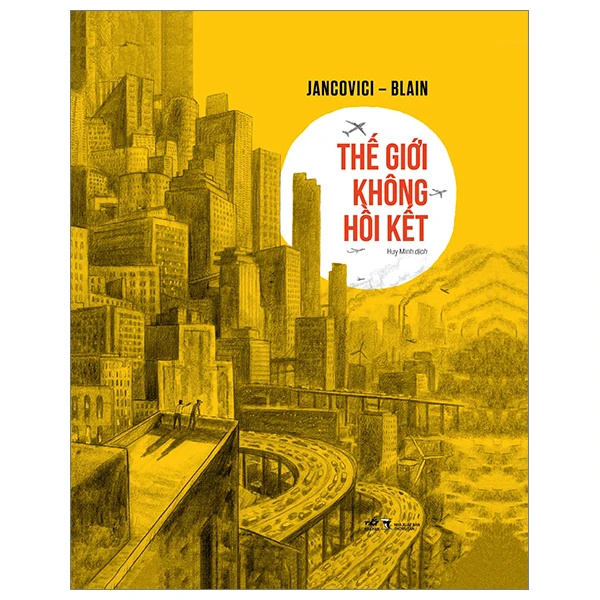 JANCOVICI – BLAIN
THẾ GIỚI
KHÔNG
HỒI KẾT
Huy Minh dịch